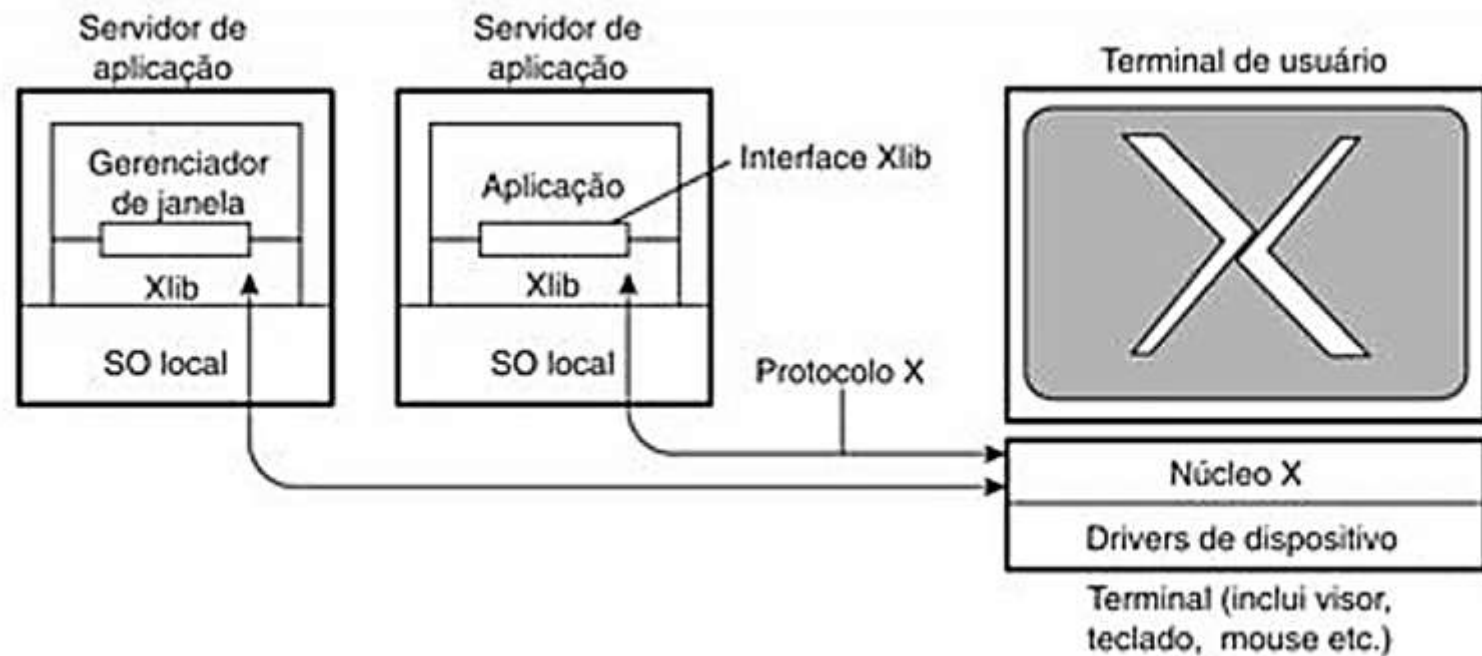 Servidor de
aplicação
Servidor de
aplicação
Terminal de usuário
Gerenciador
de janela
Xlib
SO local
Aplicação
Interface Xlib
Xlib
SO local
Protocolo X
X
Núcleo X
Drivers de dispositivo
Terminal (inclui visor,
teclado, mouse etc.)